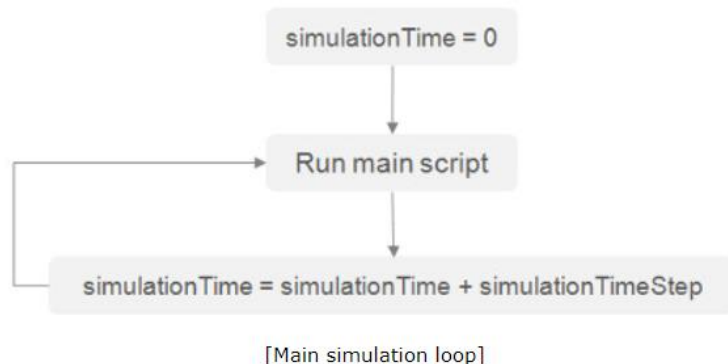 simulationTime = 0
Run main script
simulationTime = simulationTime + simulationTimeStep
[Main simulation loop]